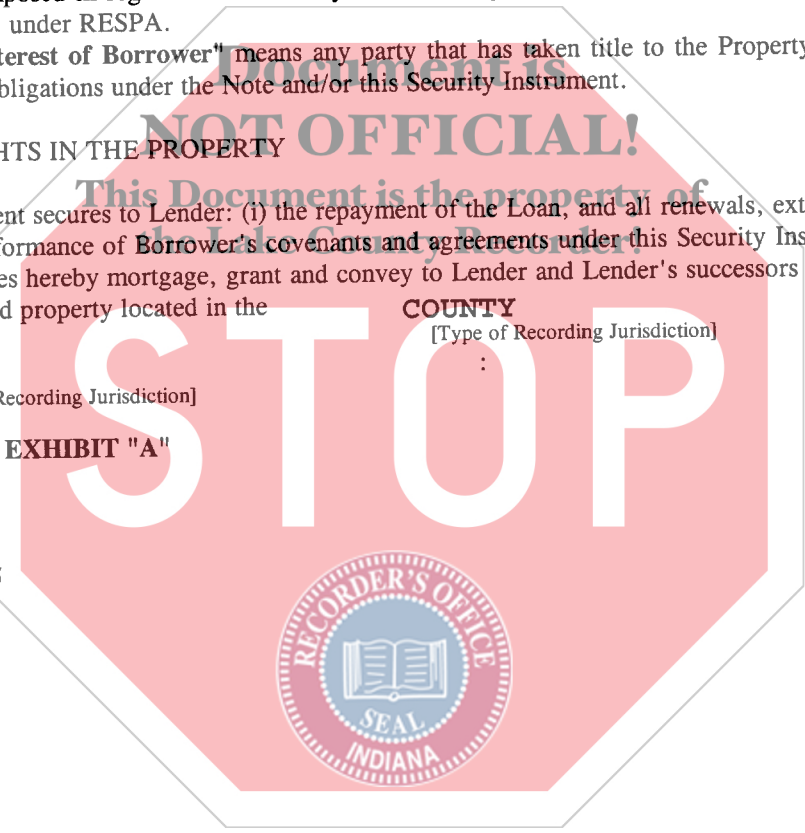 under RESPA.
terest of Borrower" means any party that has taken title to the Property
bligations under the Note and/or this Security Instrument.
Document is
HTS IN THE PROPERTY
NOT OFFICIAL!
This Document is the property of
ent secures to Lender: (i) the repayment of the Loan, and all renewals, ext
the Lake County Recorder!
formance of Borrower's covenants and agreements under this Security Ins
es hereby mortgage, grant and convey to Lender and Lender's successors
d property located in the COUNTY
[Type of Recording Jurisdiction]
:
Recording Jurisdiction]
EXHIBIT "A"
STOP
RECORDER'S OFFICE
SEAL
INDIANA